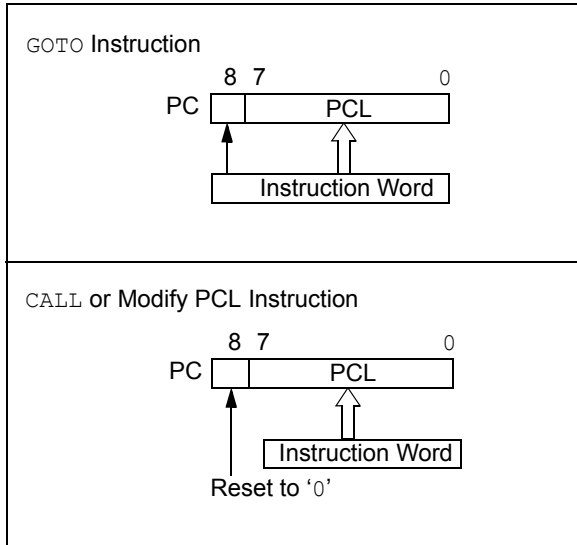 GOTO Instruction
8 7 0
PC PCL
Instruction Word
CALL or Modify PCL Instruction
8 7 0
PC PCL
Instruction Word
Reset to ‘0’